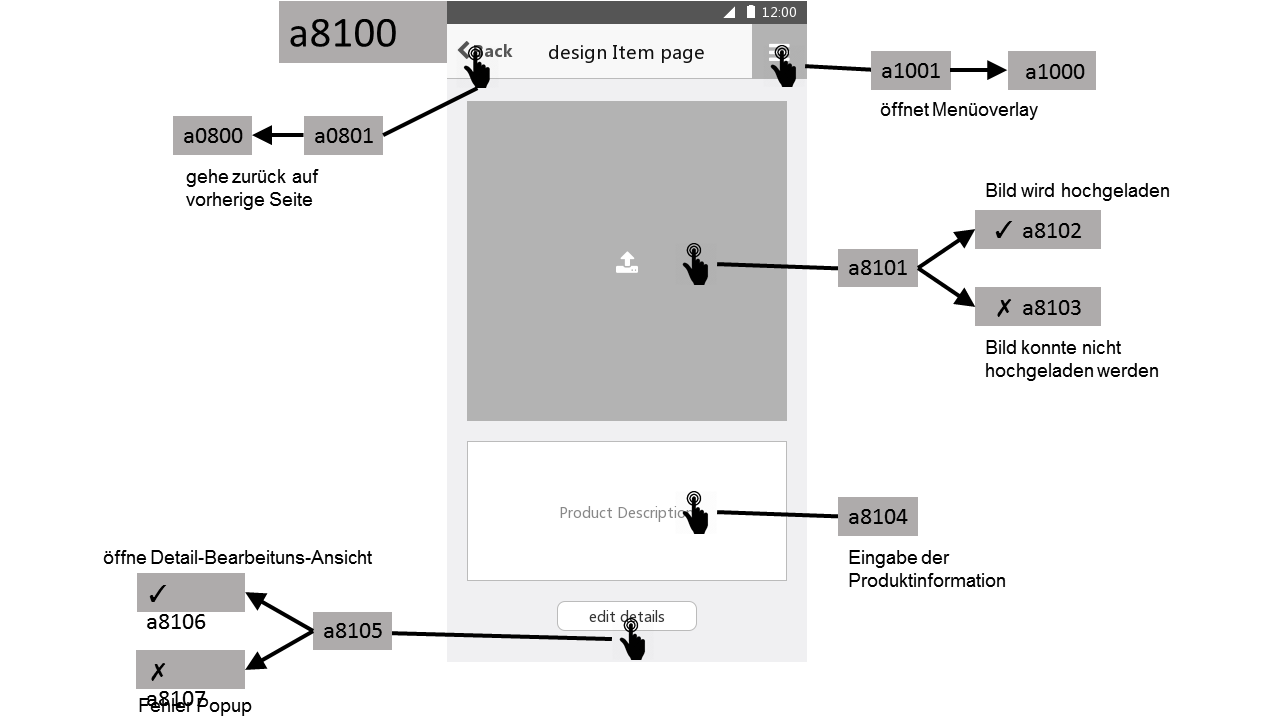 a8100
12:00
Back
design Item page
a1001
a1000
öffnet Menüoverlay
a0800
a0801
gehe zurück auf
vorherige Seite
Bild wird hochgeladen
✓ a8102
a8101
✗ a8103
Bild konnte nicht
hochgeladen werden
Product Description
a8104
Eingabe der
Produktinformation
öffne Detail-Bearbeituns-Ansicht
✓
a8106
edit details
a8105
✗
a8107
Fehler Popup